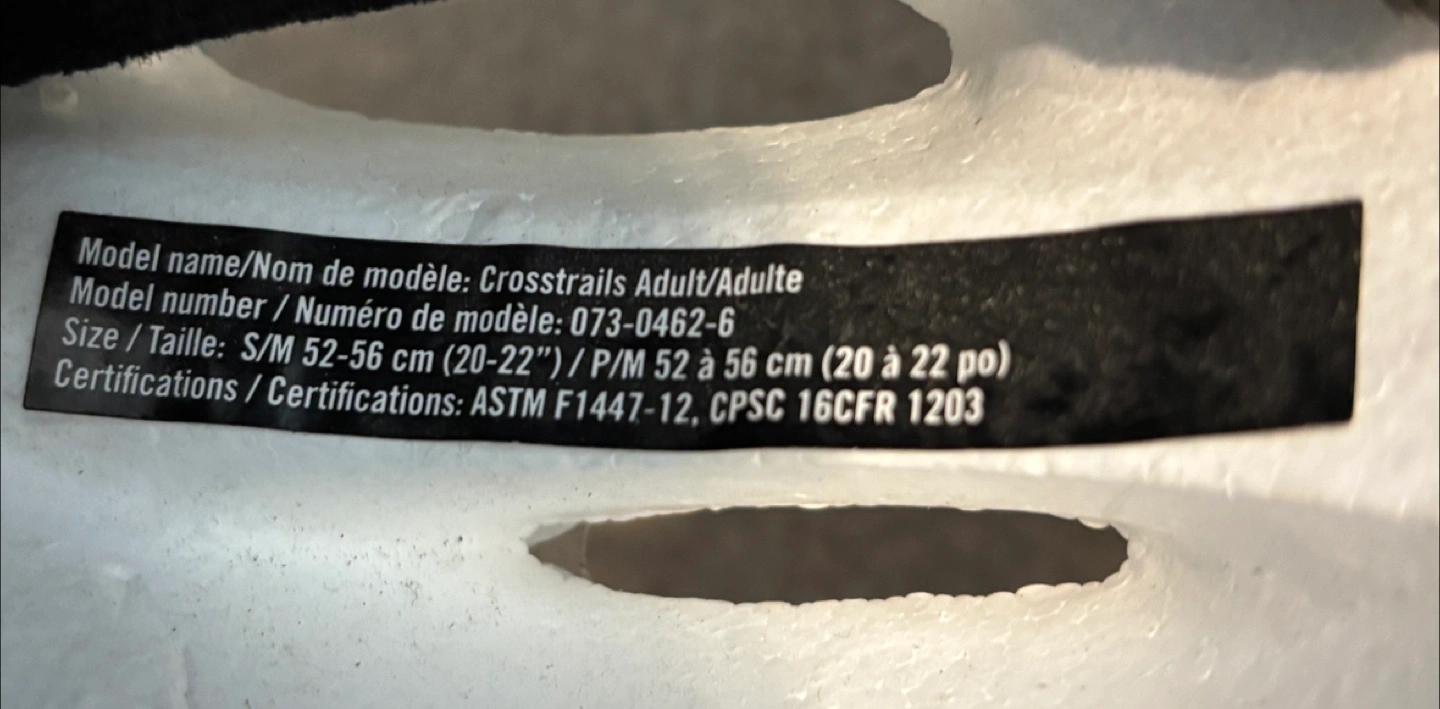 Model name/Nom de modèle: Crosstrails Adult/Adulte
Model number / Numéro de modèle: 073-0462-6
Size / Taille: S/M 52-56 cm (20-22”) / P/M 52 à 56 cm (20 à 22 po)
Certifications / Certifications: ASTM F1447-12, CPSC 16CFR 1203